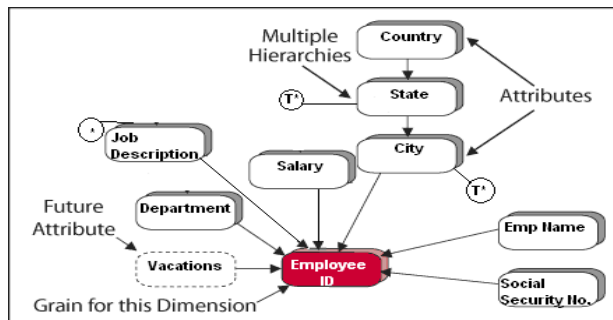 Multiple
Hierarchies
Country
T*
State
Attributes
*
Job
Description
Salary
City
T*
Future
Attribute
Department
Emp Name
Vacations
Employee
ID
Social
Security No.
Grain for this Dimension